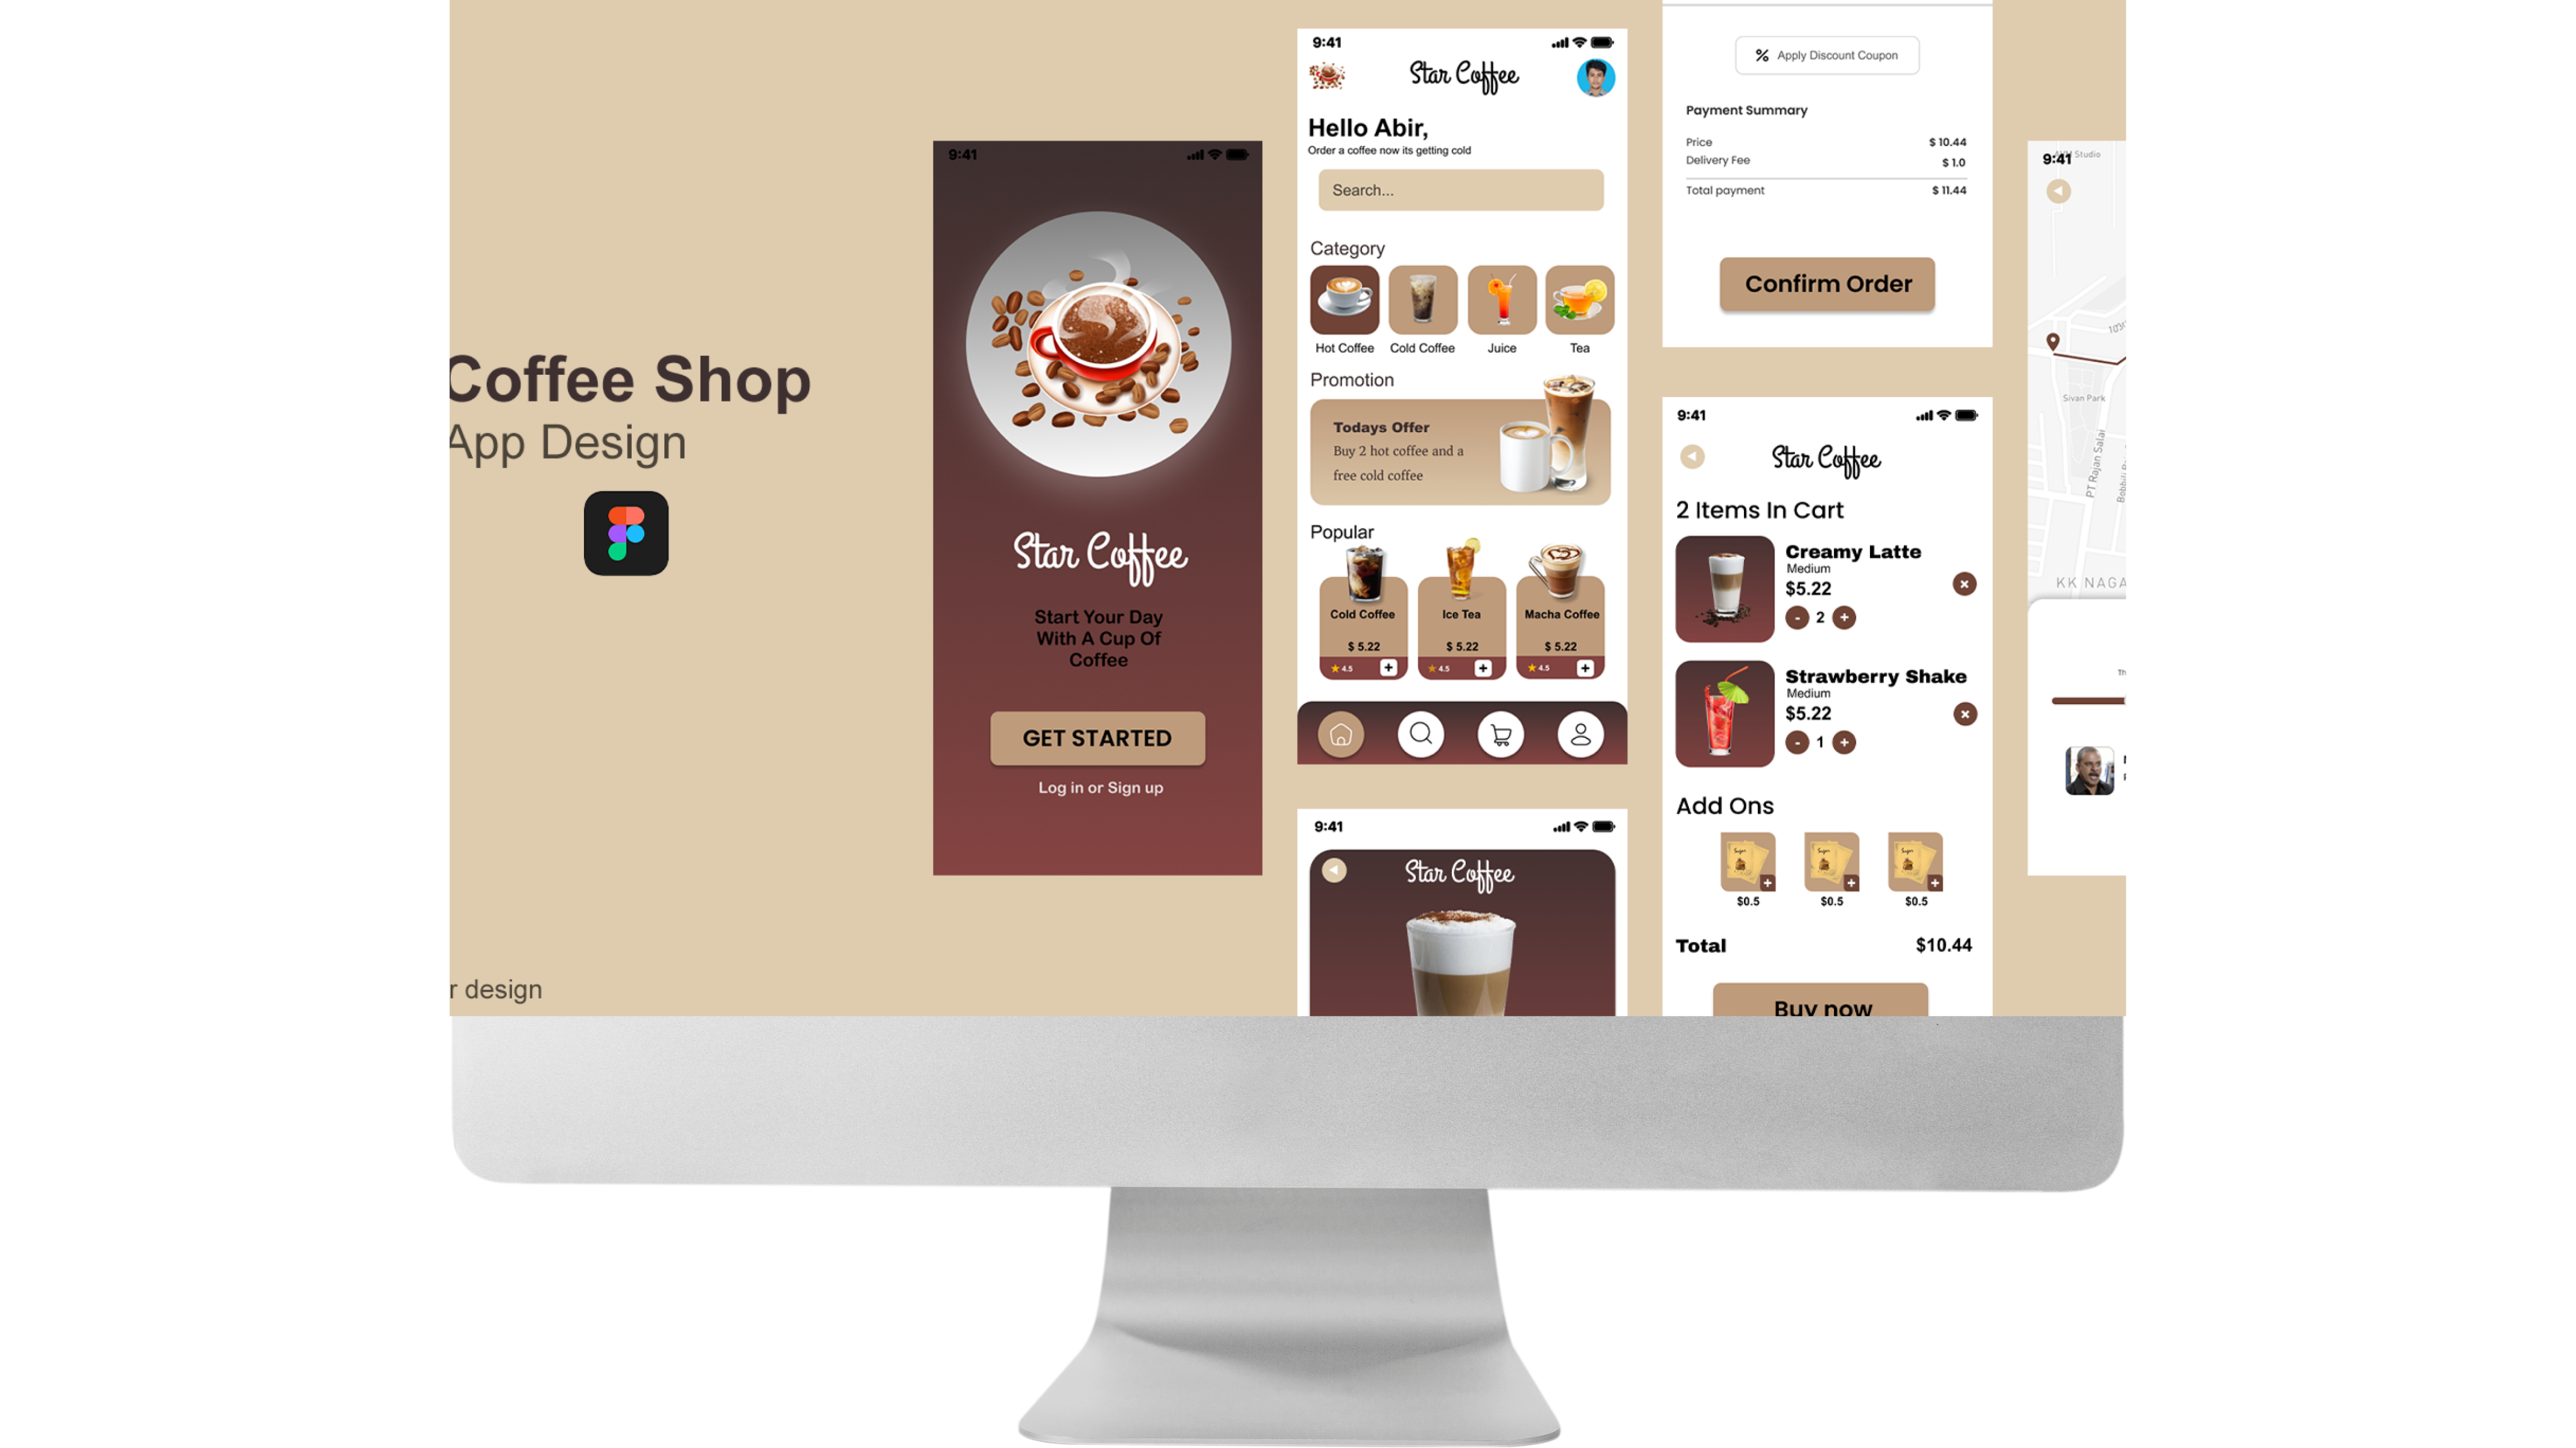 Coffee Shop
App Design
r design
9:41
Star Coffee
Start Your Day
With A Cup Of
Coffee
GET STARTED
Log in or Sign up
9:41
Star Coffee
Hello Abir,
Order a coffee now its getting cold
Search...
Category
Hot Coffee Cold Coffee Juice Tea
Promotion
Todays Offer
Buy 2 hot coffee and a
free cold coffee
Popular
Cold Coffee Ice Tea Macha Coffee
$ 5.22 $ 5.22 $ 5.22
4.5 + 4.5 + 4.5 +
9:41
Star Coffee
% Apply Discount Coupon
Payment Summary
Price $ 10.44
Delivery Fee $ 1.0
Total payment $ 11.44
Confirm Order
9:41
Star Coffee
2 Items In Cart
Creamy Latte
Medium
$5.22
- 2 +
Strawberry Shake
Medium
$5.22
- 1 +
Add Ons
Sugar Sugar Sugar
+ + +
$0.5 $0.5 $0.5
Total $10.44
Buy now
9:41
Studio
Sivan Park
PT Rajan Salai
KK NAGA
Th